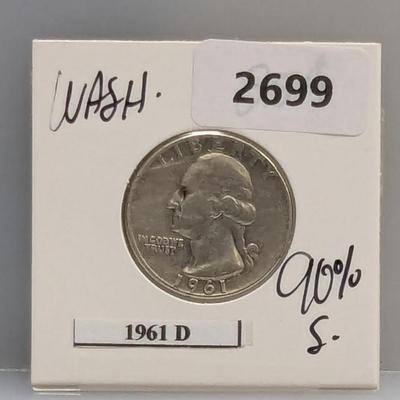 WASH.
2699
LIBERTY
IN GOD WE
TRUST
1961
90%
S.
1961 D